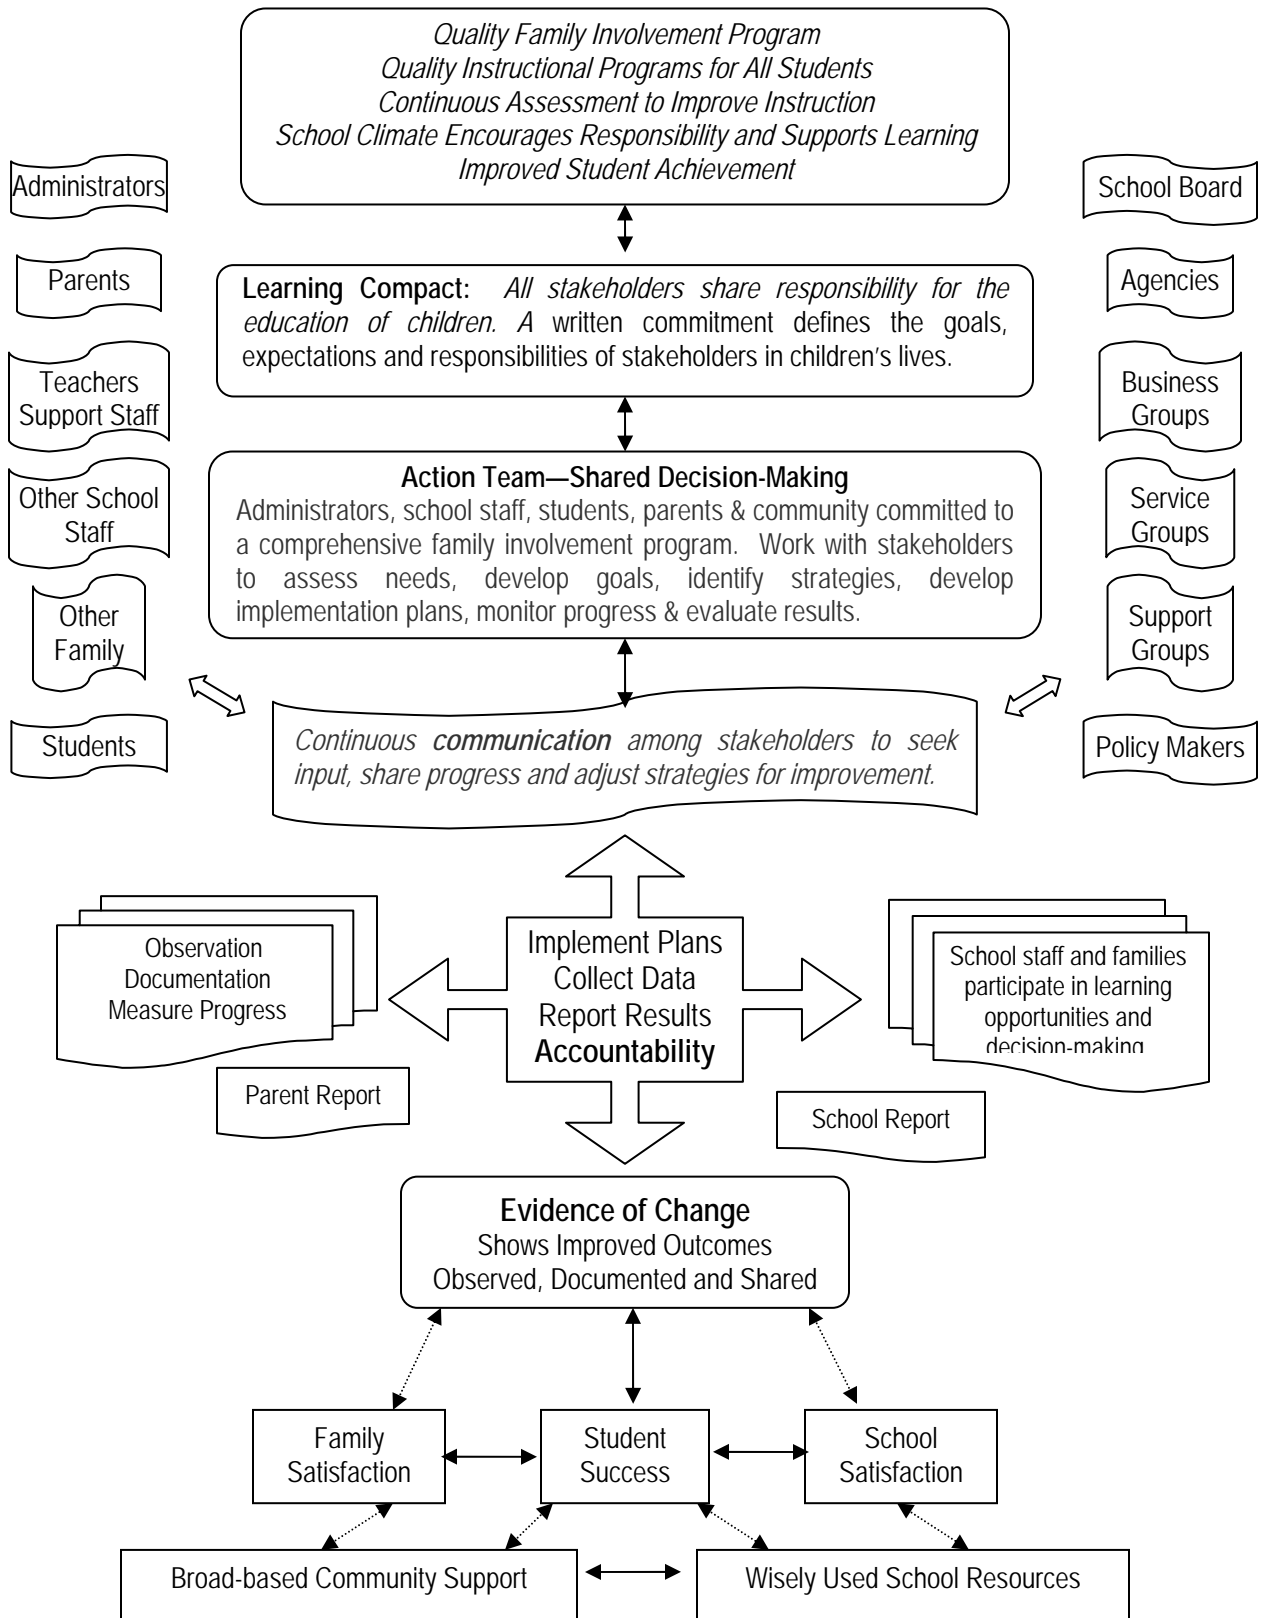 Quality Family Involvement Program
Quality Instructional Programs for All Students
Continuous Assessment to Improve Instruction
School Climate Encourages Responsibility and Supports Learning
Improved Student Achievement
Administrators
Parents
Teachers
Support Staff
Other School
Staff
Other
Family
Students
School Board
Agencies
Business
Groups
Service
Groups
Support
Groups
Policy Makers
Learning Compact: All stakeholders share responsibility for the
education of children. A written commitment defines the goals,
expectations and responsibilities of stakeholders in children's lives.
Action Team—Shared Decision-Making
Administrators, school staff, students, parents & community committed to
a comprehensive family involvement program. Work with stakeholders
to assess needs, develop goals, identify strategies, develop
implementation plans, monitor progress & evaluate results.
Continuous communication among stakeholders to seek
input, share progress and adjust strategies for improvement.
Observation
Documentation
Measure Progress
Parent Report
Implement Plans
Collect Data
Report Results
Accountability
School staff and families
participate in learning
opportunities and
decision-making
School Report
Evidence of Change
Shows Improved Outcomes
Observed, Documented and Shared
Family
Satisfaction
Student
Success
School
Satisfaction
Broad-based Community Support
Wisely Used School Resources